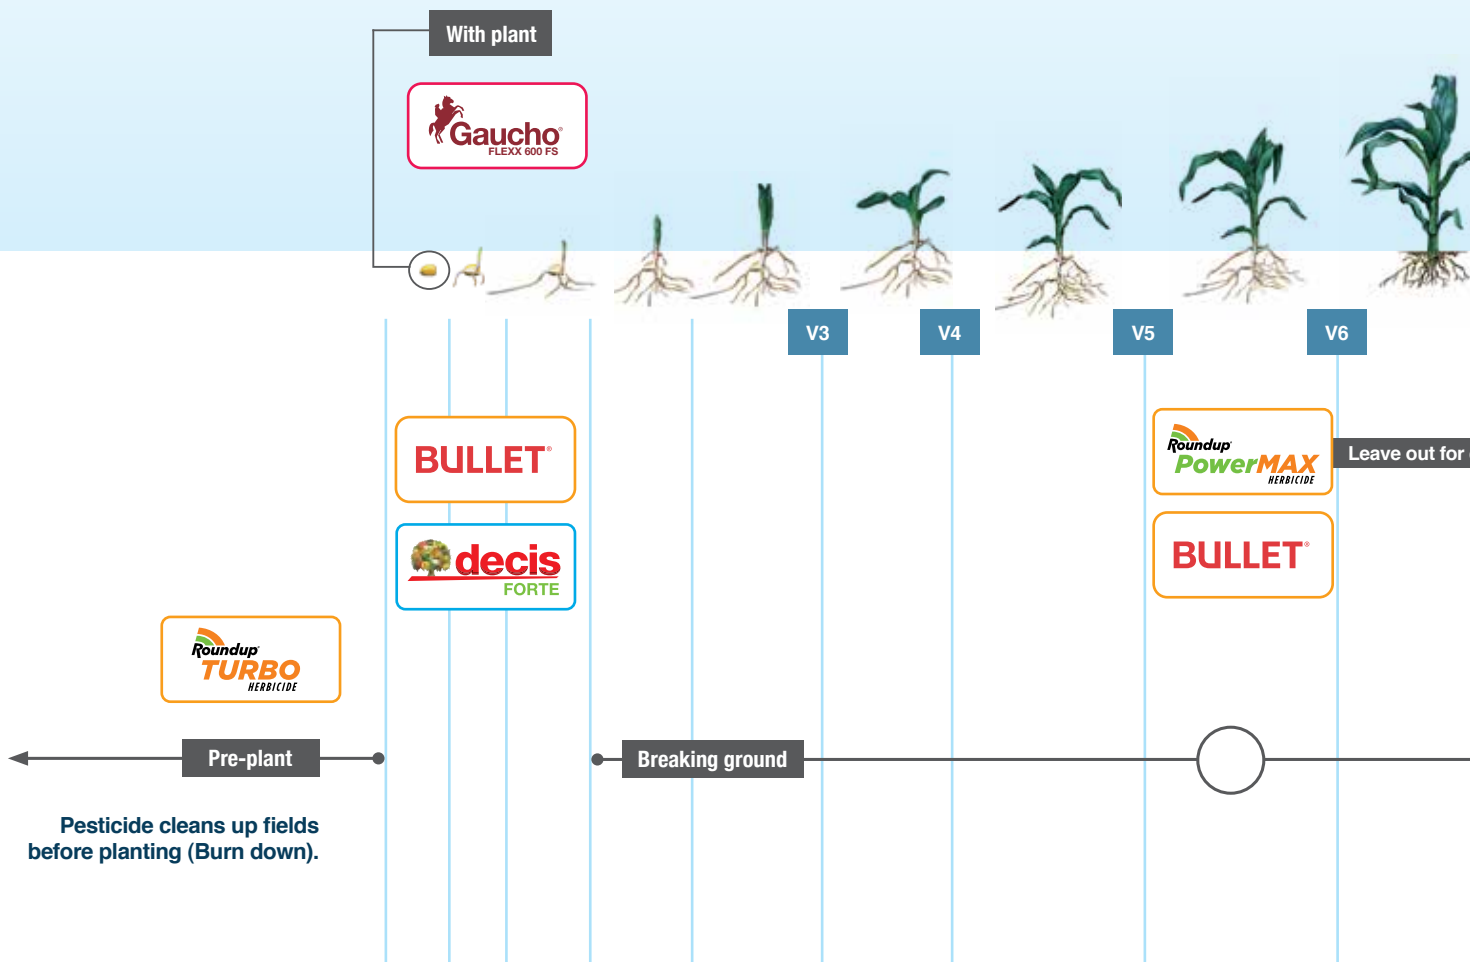 With plant
Gaucho®
FLEXX 600 FS
V3
V4
V5
V6
BULLET®
decis
FORTE
Roundup
PowerMAX
HERBICIDE
Leave out for
BULLET®
Roundup
TURBO
HERBICIDE
Pre-plant
Breaking ground
Pesticide cleans up fields
before planting (Burn down).